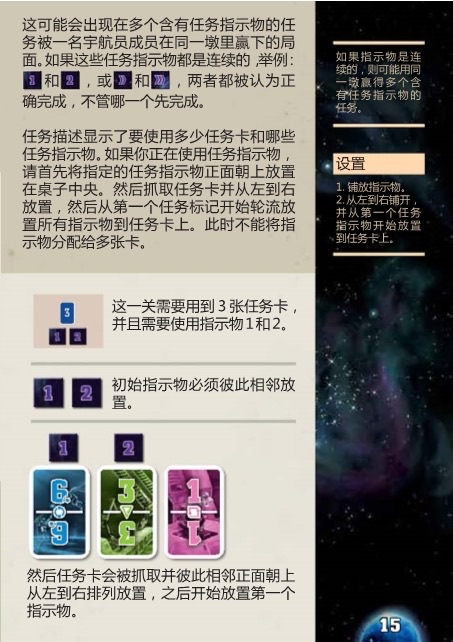 这可能会出现在多个含有任务指示物的任
务被一名宇航员成员在同一墩里赢下的局
面。如果这些任务指示物都是连续的，举例：
1 和 2 ，或 和 ，两者都被认为正
确完成，不管哪一个先完成。
任务描述显示了要使用多少任务卡和哪些
任务指示物。如果你正在使用任务指示物，
请首先将指定的任务指示物正面朝上放置
在桌子中央。然后抓取任务卡并从左到右
放置，然后从第一个任务标记开始轮流放
置所有指示物到任务卡上。此时不能将指
示物分配给多张卡。
3
1 2
这一关需要用到 3 张任务卡，
并且需要使用指示物 1 和 2。
1 2
初始指示物必须彼此相邻放
置。
1 2
6 3 1
6 3 1
然后任务卡会被抓取并彼此相邻正面朝上
从左到右排列放置，之后开始放置第一个
指示物。
如果指示物是连
续的，则可能用同
一墩赢得多个含
有任务指示物的
任务。
设置
1. 铺放指示物。
2. 从左到右铺开，
并从第一个任务
指示物开始放置
到任务卡上。
15